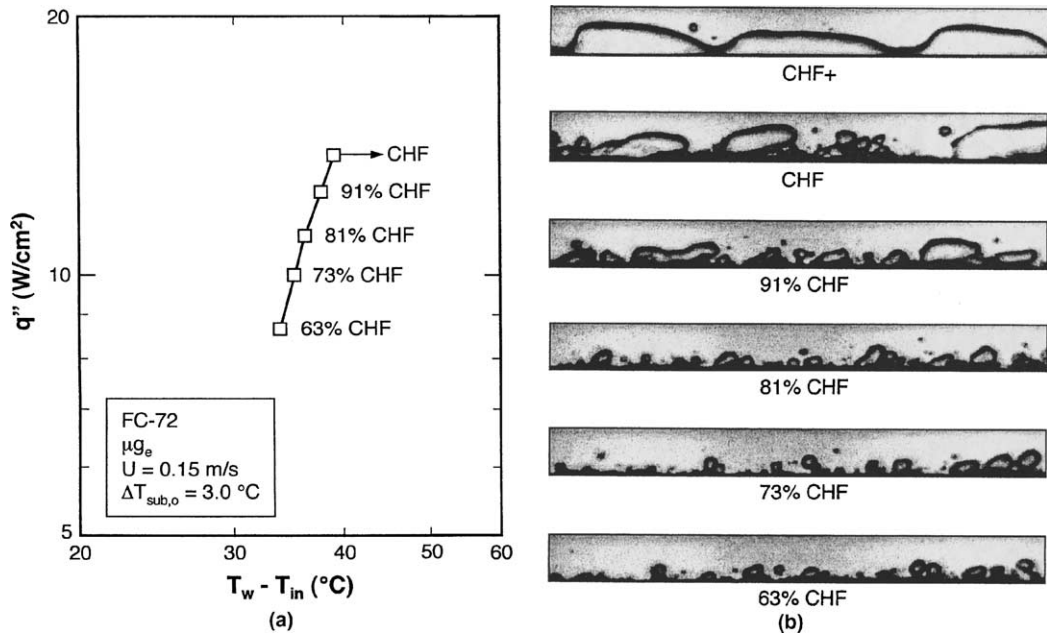 20
10
5
q" (W/cm²)
CHF
91% CHF
81% CHF
73% CHF
63% CHF
FC-72
μgₑ
U = 0.15 m/s
ΔT_sub,o = 3.0 °C
20 30 40 50 60
T_w - T_in (°C)
(a)
CHF+
CHF
91% CHF
81% CHF
73% CHF
63% CHF
(b)